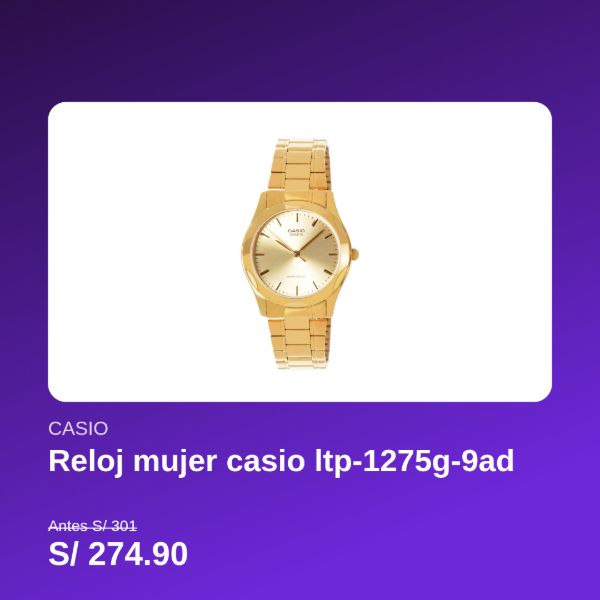 CASIO
CASIO
Reloj mujer casio ltp-1275g-9ad
Antes S/ 301
S/ 274.90